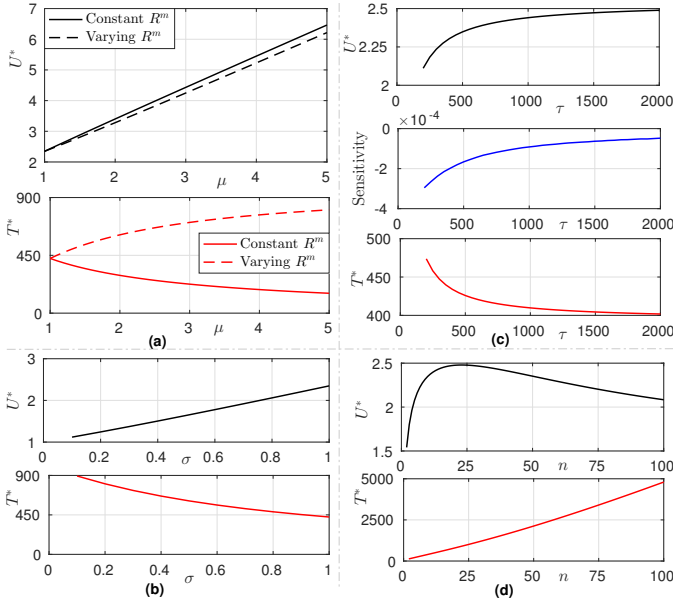 7
6
5
4
3
2
U*
Constant R^m
Varying R^m
1 2 3 4 5
μ
900
450
0
T*
Constant R^m
Varying R^m
1 2 3 4 5
μ
(a)
3
2
1
U*
0 0.2 0.4 0.6 0.8 1
σ
900
450
0
T*
0 0.2 0.4 0.6 0.8 1
σ
(b)
2.5
2.25
2
U*
0 500 1000 1500 2000
τ
×10^-4
0
-2
-4
Sensitivity
0 500 1000 1500 2000
τ
500
450
400
T*
0 500 1000 1500 2000
τ
(c)
2.5
2
1.5
U*
0 25 50 75 100
n
5000
2500
0
T*
0 25 50 75 100
n
(d)